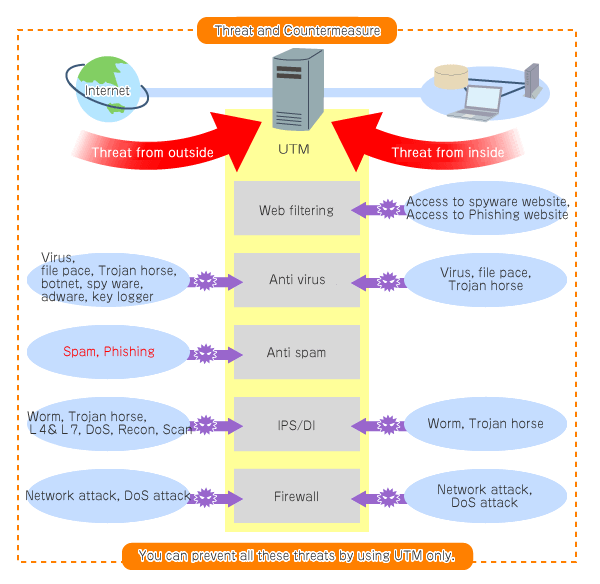 Threat and Countermeasure
Internet
UTM
Threat from outside
Threat from inside
Web filtering
Access to spyware website,
Access to Phishing website
Virus,
file pace, Trojan horse,
botnet, spy ware,
adware, key logger
Anti virus
Virus, file pace,
Trojan horse
Spam, Phishing
Anti spam
Worm, Trojan horse,
L4& L7, DoS, Recon, Scan
IPS/DI
Worm, Trojan horse
Network attack, DoS attack
Firewall
Network attack,
DoS attack
You can prevent all these threats by using UTM only.